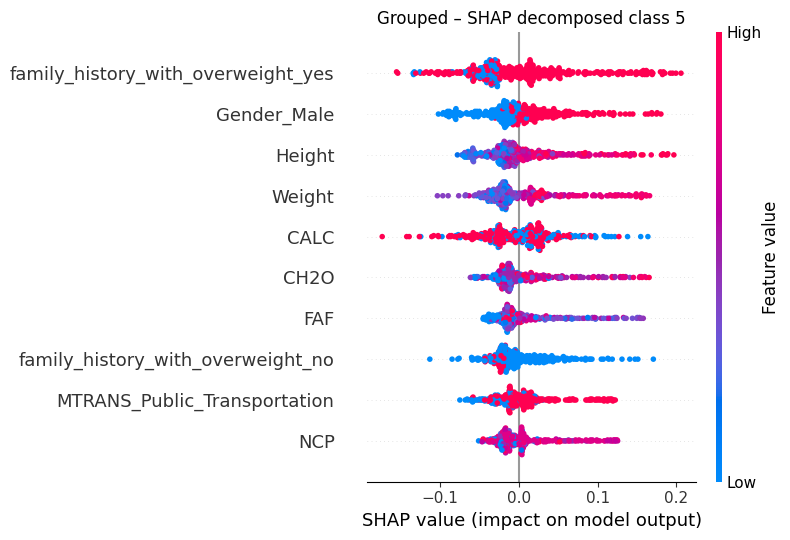 Grouped – SHAP decomposed class 5
High
family_history_with_overweight_yes
Gender_Male
Height
Weight
CALC
CH2O
FAF
family_history_with_overweight_no
MTRANS_Public_Transportation
NCP
Feature value
Low
−0.1 0.0 0.1 0.2
SHAP value (impact on model output)